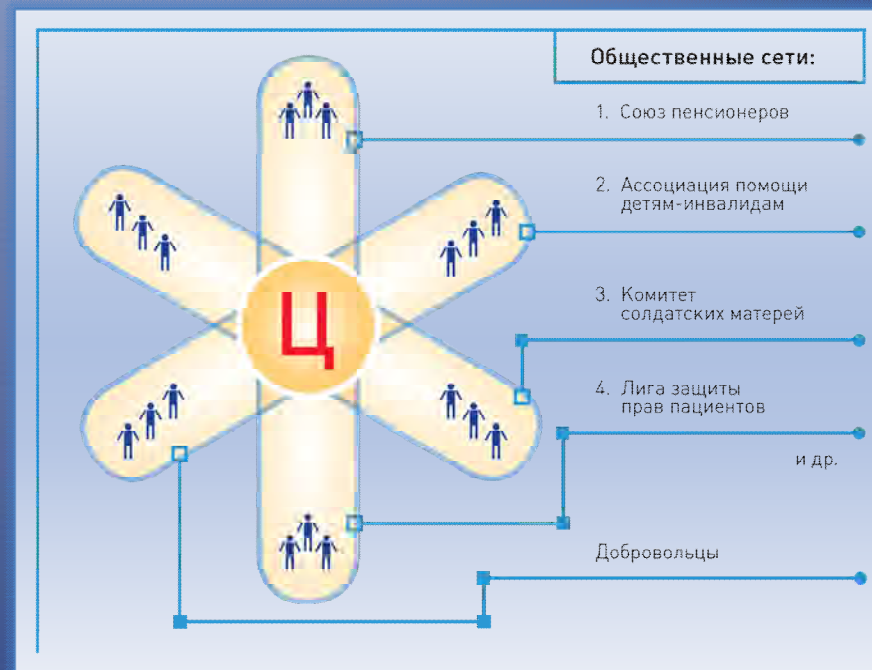 Общественные сети:
1. Союз пенсионеров
2. Ассоциация помощи
детям-инвалидам
Ц
3. Комитет
солдатских матерей
4. Лига защиты
прав пациентов
и др.
Добровольцы